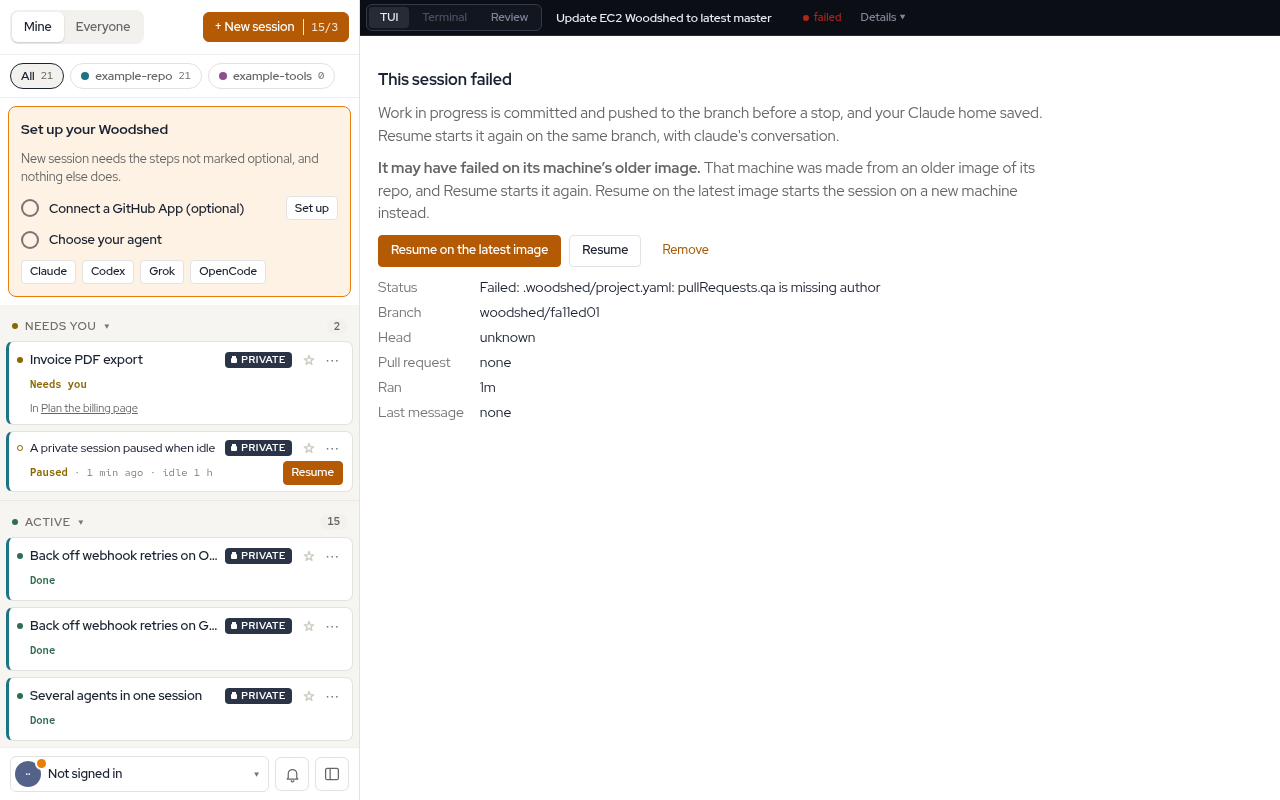 Mine
Everyone
+ New session 15/3
All 21
example-repo 21
example-tools 0
Set up your Woodshed
New session needs the steps not marked optional, and
nothing else does.
Connect a GitHub App (optional)
Set up
Choose your agent
Claude
Codex
Grok
OpenCode
NEEDS YOU ▾
2
Invoice PDF export
PRIVATE
Needs you
In Plan the billing page
A private session paused when idle
PRIVATE
Paused · 1 min ago · idle 1 h
Resume
ACTIVE ▾
15
Back off webhook retries on O…
PRIVATE
Done
Back off webhook retries on G…
PRIVATE
Done
Several agents in one session
PRIVATE
Done
Not signed in
TUI
Terminal
Review
Update EC2 Woodshed to latest master
failed
Details ▾
This session failed
Work in progress is committed and pushed to the branch before a stop, and your Claude home saved.
Resume starts it again on the same branch, with claude's conversation.
It may have failed on its machine’s older image. That machine was made from an older image of its
repo, and Resume starts it again. Resume on the latest image starts the session on a new machine
instead.
Resume on the latest image
Resume
Remove
Status Failed: .woodshed/project.yaml: pullRequests.qa is missing author
Branch woodshed/fa11ed01
Head unknown
Pull request none
Ran 1m
Last message none